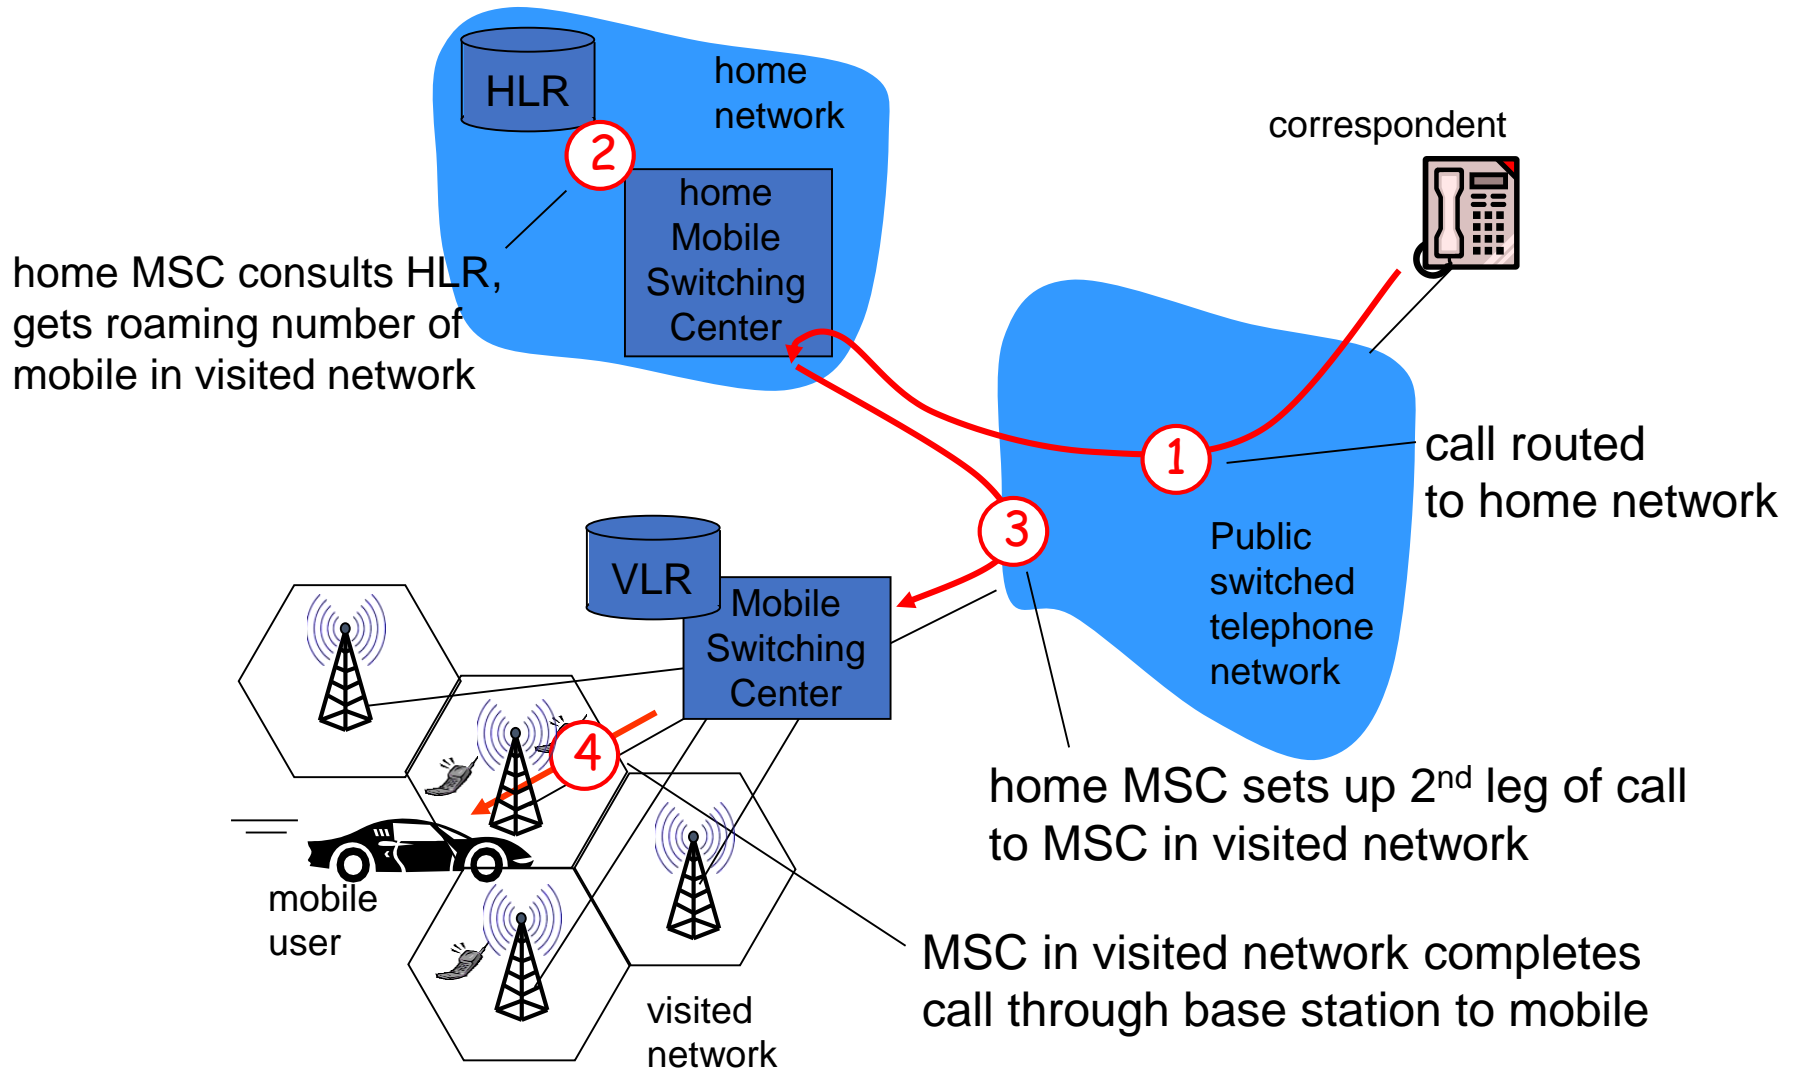 HLR
home
network
correspondent
2
home
Mobile
Switching
Center
home MSC consults HLR,
gets roaming number of
mobile in visited network
1
call routed
to home network
3
Public
switched
telephone
network
VLR
Mobile
Switching
Center
4
home MSC sets up 2nd leg of call
to MSC in visited network
mobile
user
MSC in visited network completes
call through base station to mobile
visited
network